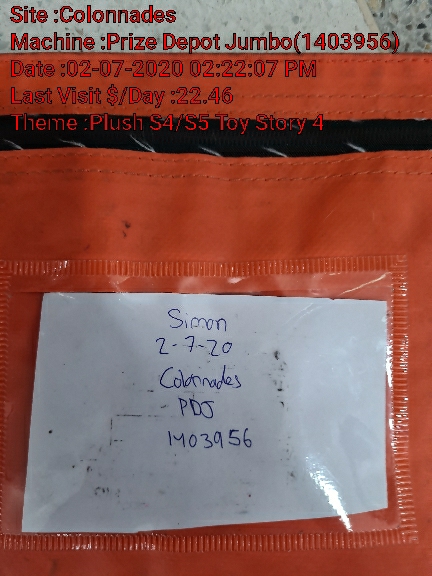 Site :Colonnades
Machine :Prize Depot Jumbo(1403956)
Date :02-07-2020 02:22:07 PM
Last Visit $/Day :22.46
Theme :Plush S4/S5 Toy Story 4
Simon
2-7-20
Colonnades
PDJ
1403956